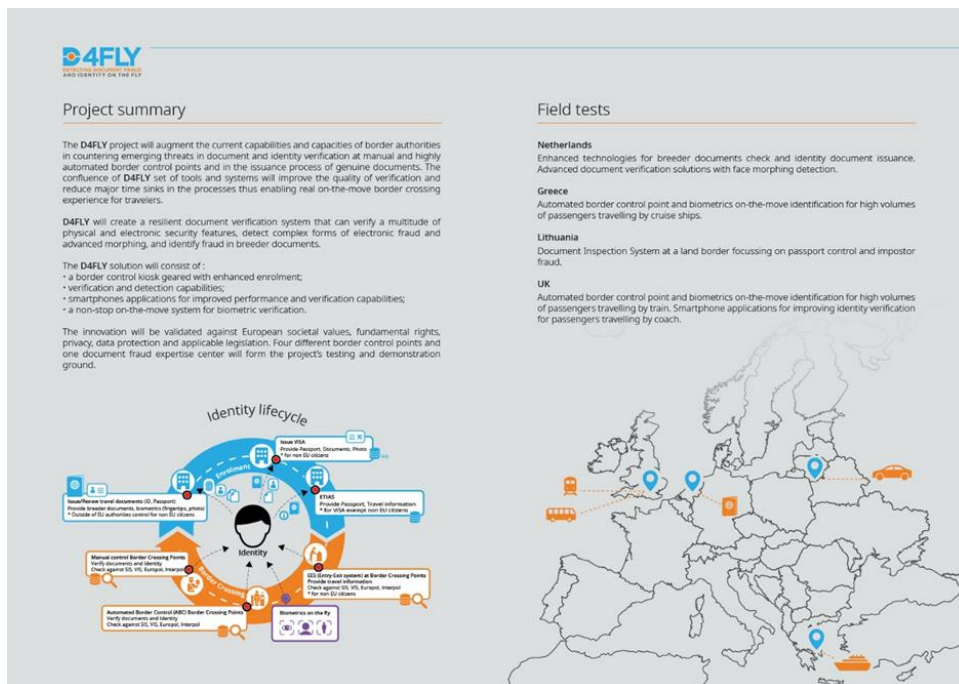 D4FLY
DETECTING DOCUMENT FRAUD
AND IDENTITY ON THE FLY
Project summary
The D4FLY project will augment the current capabilities and capacities of border authorities
in countering emerging threats in document and identity verification at manual and highly
automated border control points and in the issuance process of genuine documents. The
confluence of D4FLY set of tools and systems will improve the quality of verification and
reduce major time sinks in the processes thus enabling real on-the-move border crossing
experience for travelers.
D4FLY will create a resilient document verification system that can verify a multitude of
physical and electronic security features, detect complex forms of electronic fraud and
advanced morphing, and identify fraud in breeder documents.
The D4FLY solution will consist of :
• a border control kiosk geared with enhanced enrolment;
• verification and detection capabilities;
• smartphones applications for improved performance and verification capabilities;
• a non-stop on-the-move system for biometric verification.
The innovation will be validated against European societal values, fundamental rights,
privacy, data protection and applicable legislation. Four different border control points and
one document fraud expertise center will form the project's testing and demonstration
ground.
Identity lifecycle
Enrolment
Issue VISA
Provide Passport, Documents, Photo
* for non EU citizens
Issue/Renew travel documents (ID, Passport)
Provide breeder documents, biometrics (fingertips, photo)
* Outside of EU authorities control for non EU citizens
ETIAS
Provide Passport, Travel information
* for VISA exempt non EU citizens
Identity
Manual control Border Crossing Points
Verify documents and Identity
Check against SIS, VIS, Europol, Interpol
Border Crossing
EES (Entry Exit system) at Border Crossing Points
Provide travel information
Check against SIS, VIS, Europol, Interpol
* for non EU citizens
Automated Border Control (ABC) Border Crossing Points
Verify documents and Identity
Check against SIS, VIS, Europol, Interpol
Biometrics on the fly
Field tests
Netherlands
Enhanced technologies for breeder documents check and identity document issuance.
Advanced document verification solutions with face morphing detection.
Greece
Automated border control point and biometrics on-the-move identification for high volumes
of passengers travelling by cruise ships.
Lithuania
Document Inspection System at a land border focussing on passport control and impostor
fraud.
UK
Automated border control point and biometrics on-the-move identification for high volumes
of passengers travelling by train. Smartphone applications for improving identity verification
for passengers travelling by coach.